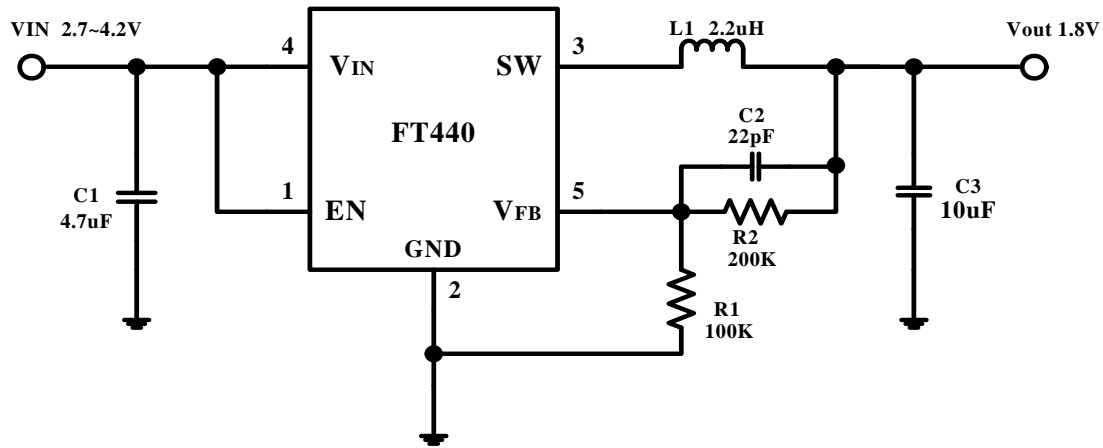 VIN 2.7~4.2V
L1 2.2uH
Vout 1.8V
4
3
VIN
SW
FT440
C2
22pF
C1
4.7uF
1
EN
5
VFB
GND
2
C3
10uF
R2
200K
R1
100K